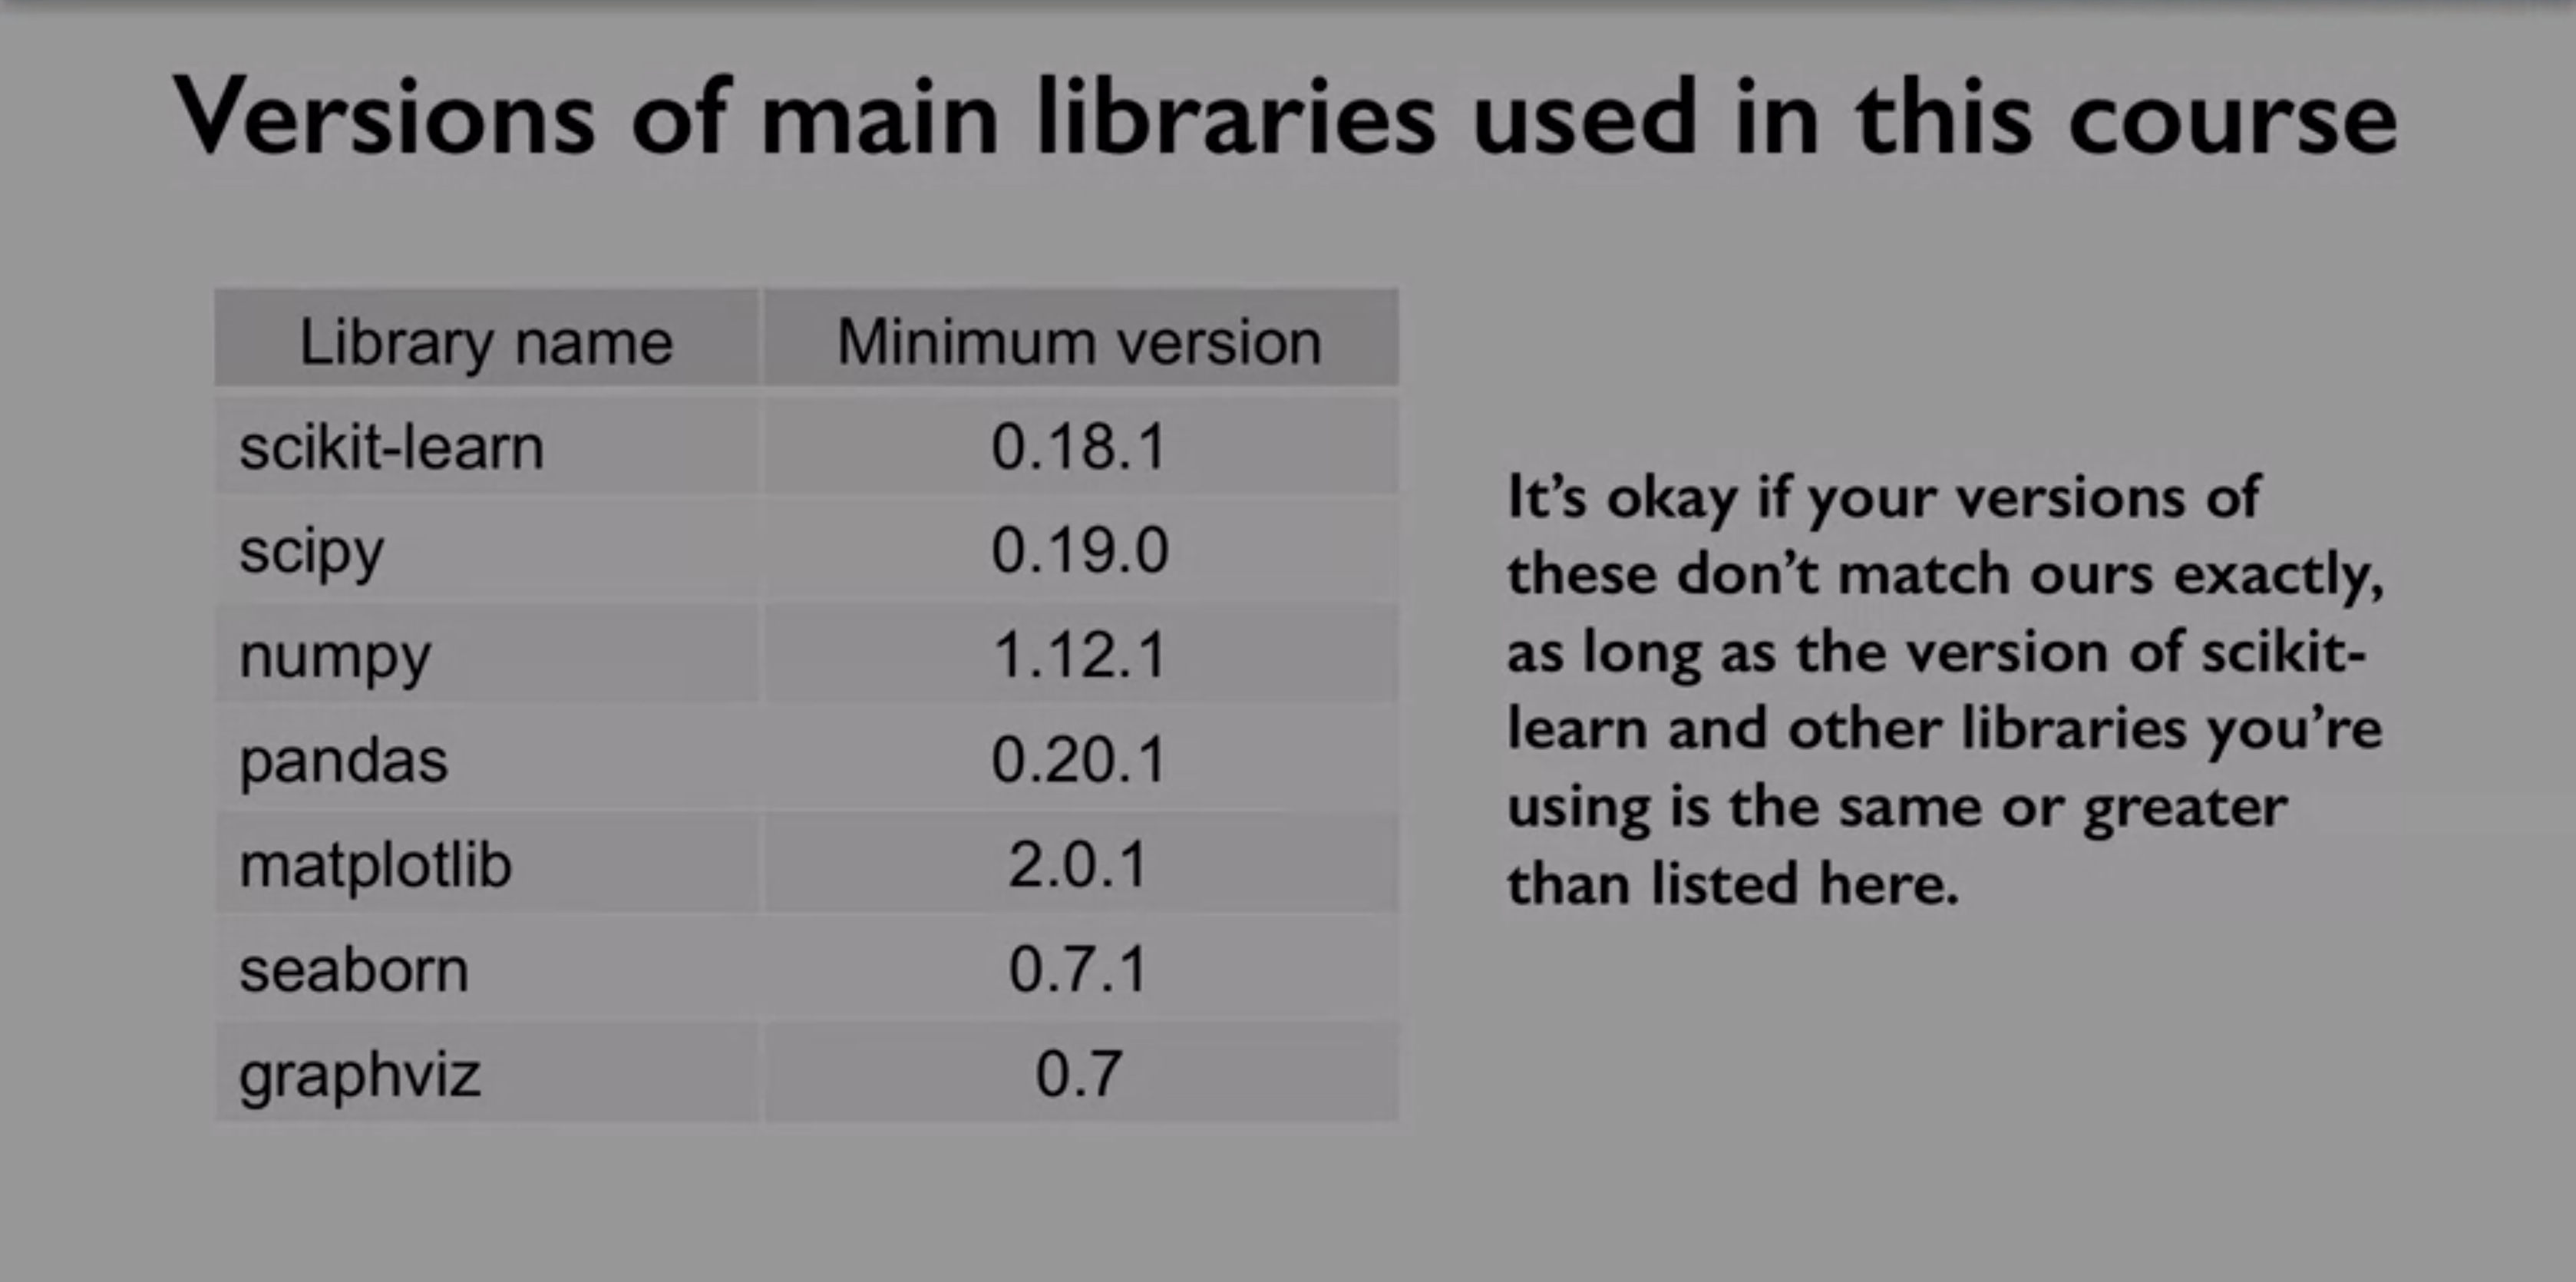 Versions of main libraries used in this course
Library name Minimum version
scikit-learn 0.18.1
scipy 0.19.0
numpy 1.12.1
pandas 0.20.1
matplotlib 2.0.1
seaborn 0.7.1
graphviz 0.7
It’s okay if your versions of
these don’t match ours exactly,
as long as the version of scikit-
learn and other libraries you’re
using is the same or greater
than listed here.